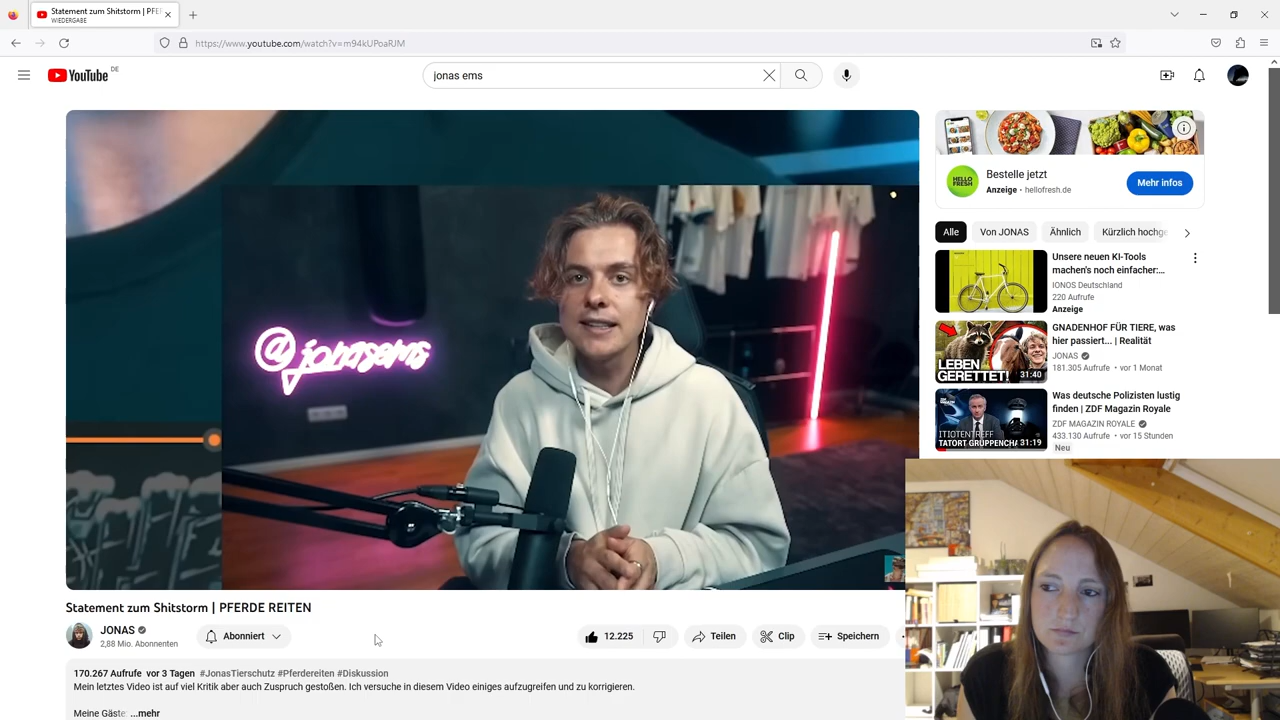 Statement zum Shitstorm | PFE
WIEDERGABE
https://www.youtube.com/watch?v=m94kUPoaRJM
YouTube DE
jonas ems
@jonasems
Statement zum Shitstorm | PFERDE REITEN
JONAS
2,88 Mio. Abonnenten
Abonniert
12.225
Teilen
Clip
Speichern
170.267 Aufrufe vor 3 Tagen #JonasTierschutz #Pferdereiten #Diskussion
Mein letztes Video ist auf viel Kritik aber auch Zuspruch gestoßen. Ich versuche in diesem Video einiges aufzugreifen und zu korrigieren.
Meine Gäste ...mehr
HELLO
FRESH
Bestelle jetzt
Anzeige • hellofresh.de
Mehr infos
Alle
Von JONAS
Ähnlich
Kürzlich hochge
Unsere neuen KI-Tools
machen's noch einfacher:...
IONOS Deutschland
220 Aufrufe
Anzeige
LEBEN
GERETTET!
31:40
GNADENHOF FÜR TIERE, was
hier passiert... | Realität
JONAS
181.305 Aufrufe • vor 1 Monat
ITIOTENTREFF
TATORT GRUPPENCHA
31:19
Was deutsche Polizisten lustig
finden | ZDF Magazin Royale
ZDF MAGAZIN ROYALE
433.130 Aufrufe • vor 15 Stunden
Neu